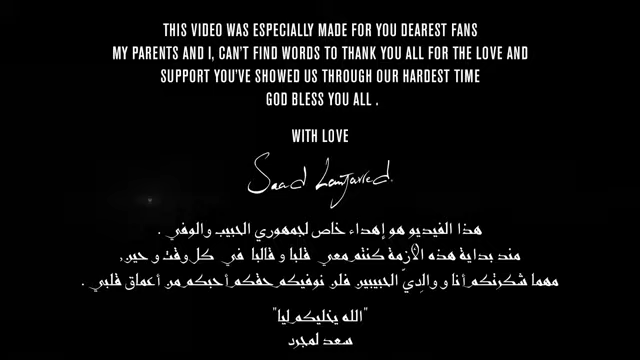 THIS VIDEO WAS ESPECIALLY MADE FOR YOU DEAREST FANS
MY PARENTS AND I, CAN'T FIND WORDS TO THANK YOU ALL FOR THE LOVE AND
SUPPORT YOU'VE SHOWED US THROUGH OUR HARDEST TIME
GOD BLESS YOU ALL .
WITH LOVE
Saad Lamjarred.
هذا الفيديو هو إهداء خاص لجمهوري الحبيب والوفي .
مند بداية هذه الأزمة كنتم معي قلبا و قالبا في كل وقت و حين,
مهما شكرتكم أنا و والديّ الحبيبين فلن نوفيكم حقكم أحبكم من أعماق قلبي .
"الله يخليكم ليا"
سعد لمجرد